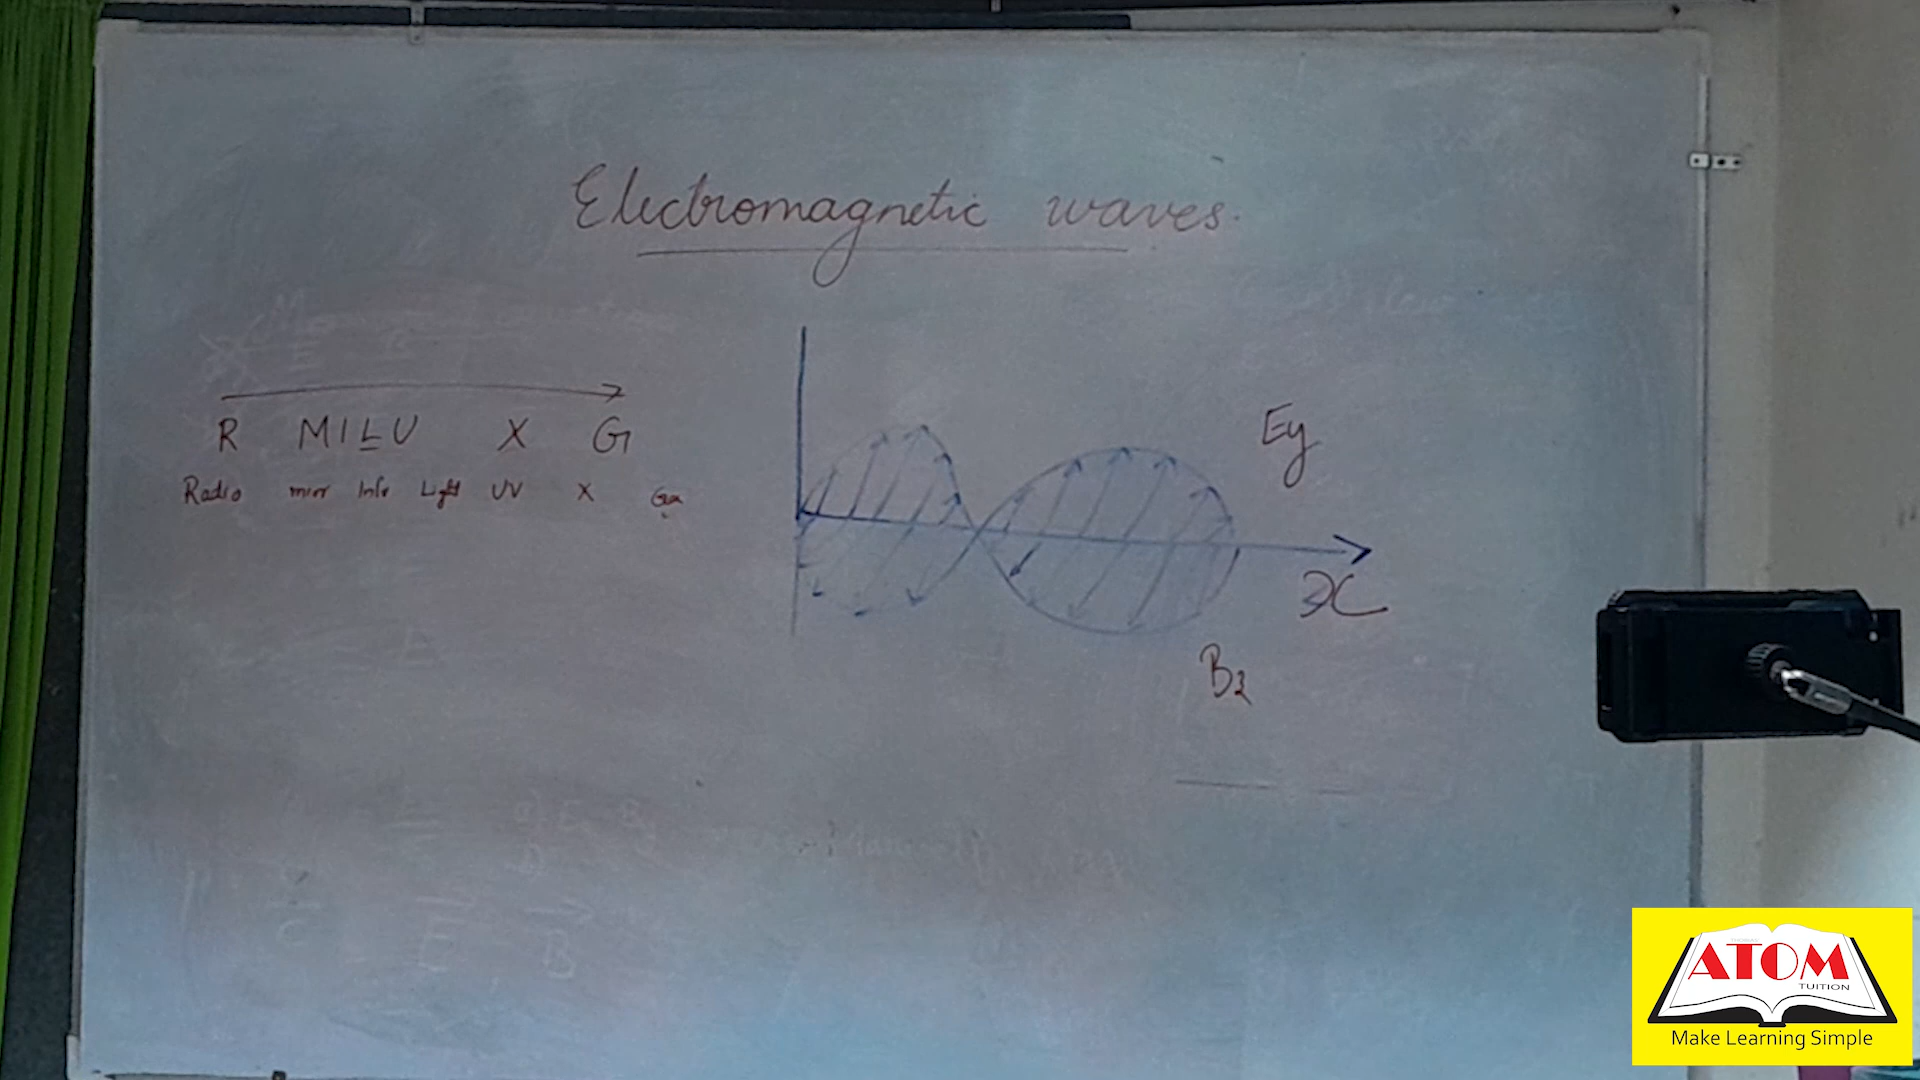 Electromagnetic waves.
R MILU X G
Radio micr Infr Light UV X Ga
Ey
x
Bz
ATOM
TUITION
Make Learning Simple